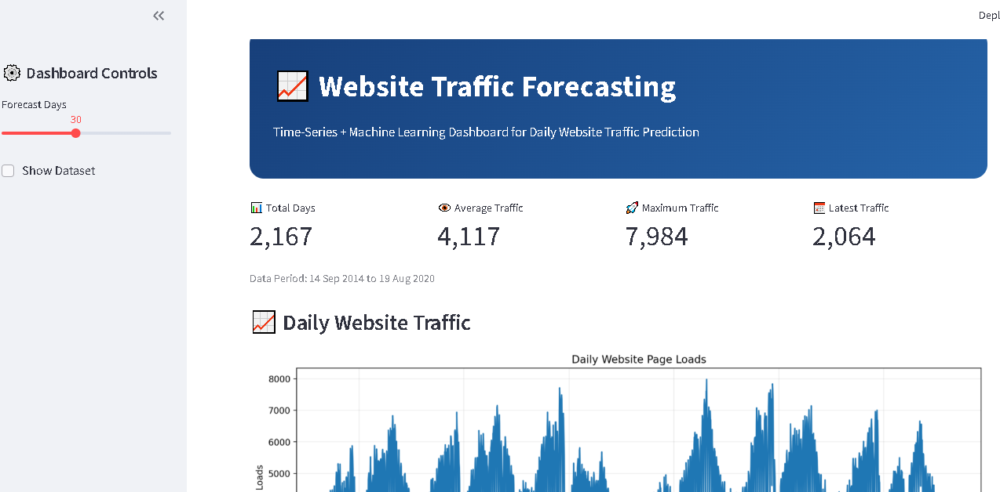 Depl
Dashboard Controls
Forecast Days
30
Show Dataset
Website Traffic Forecasting
Time-Series + Machine Learning Dashboard for Daily Website Traffic Prediction
Total Days
2,167
Average Traffic
4,117
Maximum Traffic
7,984
Latest Traffic
2,064
Data Period: 14 Sep 2014 to 19 Aug 2020
Daily Website Traffic
Daily Website Page Loads
8000
7000
6000
5000
Loads